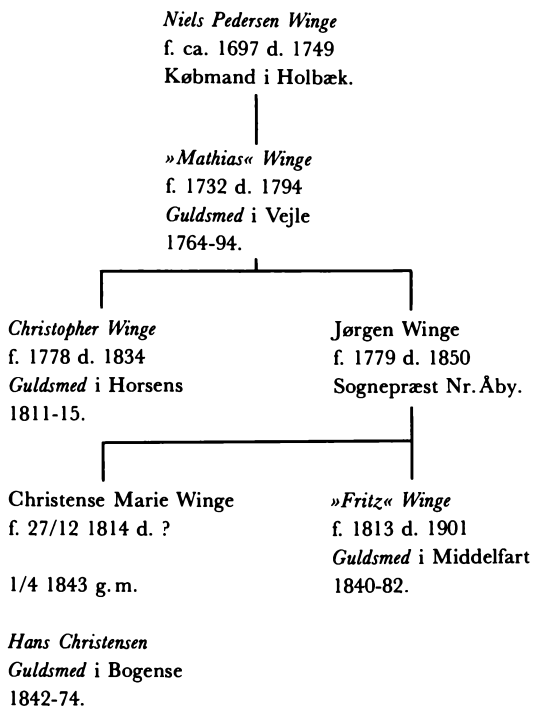 Niels Pedersen Winge
f. ca. 1697 d. 1749
Købmand i Holbæk.
»Mathias« Winge
f. 1732 d. 1794
Guldsmed i Vejle
1764-94.
Christopher Winge
f. 1778 d. 1834
Guldsmed i Horsens
1811-15.
Jørgen Winge
f. 1779 d. 1850
Sognepræst Nr. Åby.
Christense Marie Winge
f. 27/12 1814 d. ?
1/4 1843 g. m.
Hans Christensen
Guldsmed i Bogense
1842-74.
»Fritz« Winge
f. 1813 d. 1901
Guldsmed i Middelfart
1840-82.